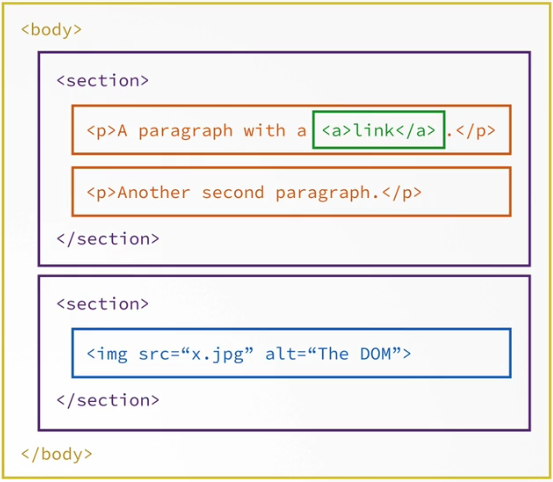 <body>
<section>
<p>A paragraph with a <a>link</a>.</p>
<p>Another second paragraph.</p>
</section>
<section>
<img src=“x.jpg” alt=“The DOM”>
</section>
</body>